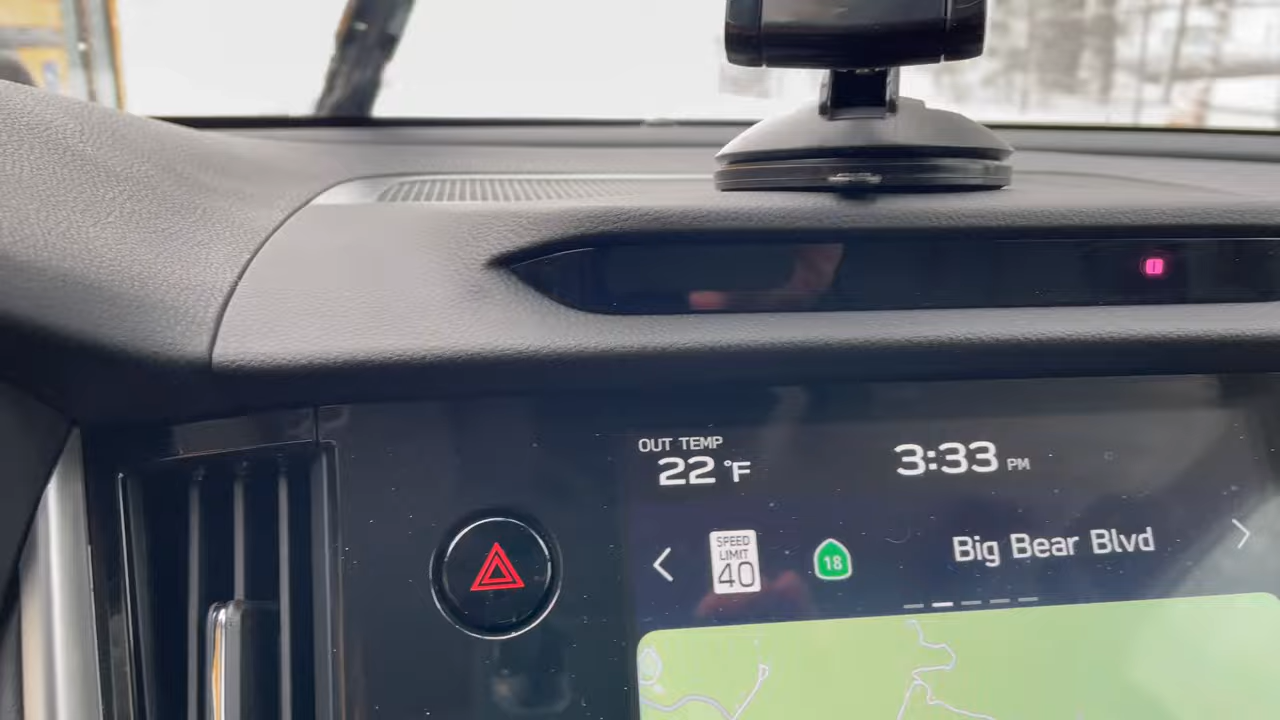 OUT TEMP
22 °F
3:33 PM
SPEED
LIMIT
40
18
Big Bear Blvd